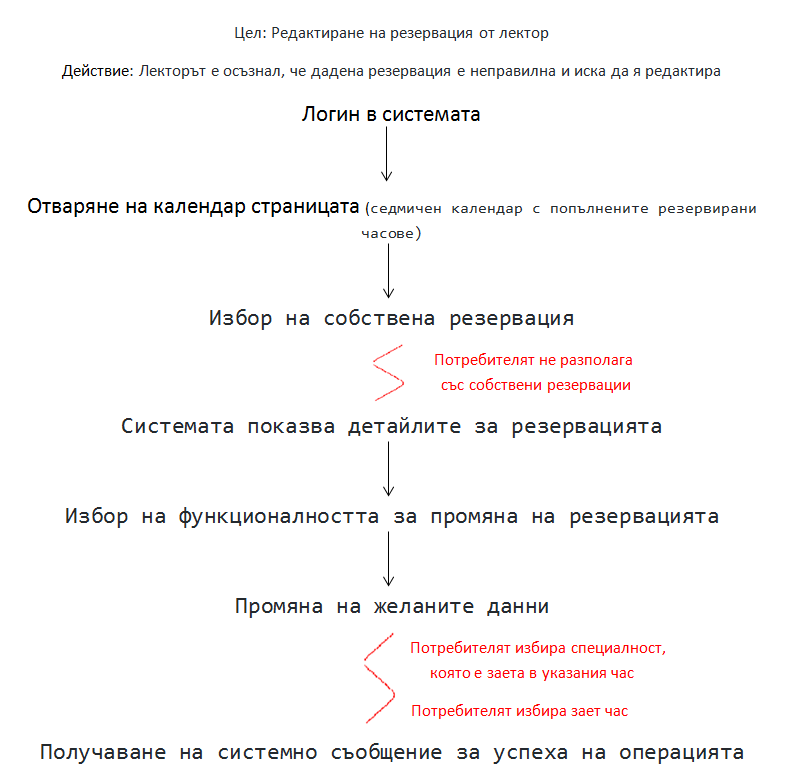 Цел: Редактиране на резервация от лектор
Действие: Лекторът е осъзнал, че дадена резервация е неправилна и иска да я редактира
Логин в системата
Отваряне на календар страницата (седмичен календар с попълнените резервирани
часове)
Избор на собствена резервация
Потребителят не разполага
със собствени резервации
Системата показва детайлите за резервацията
Избор на функционалността за промяна на резервацията
Промяна на желаните данни
Потребителят избира специалност,
която е заета в указания час
Потребителят избира зает час
Получаване на системно съобщение за успеха на операцията